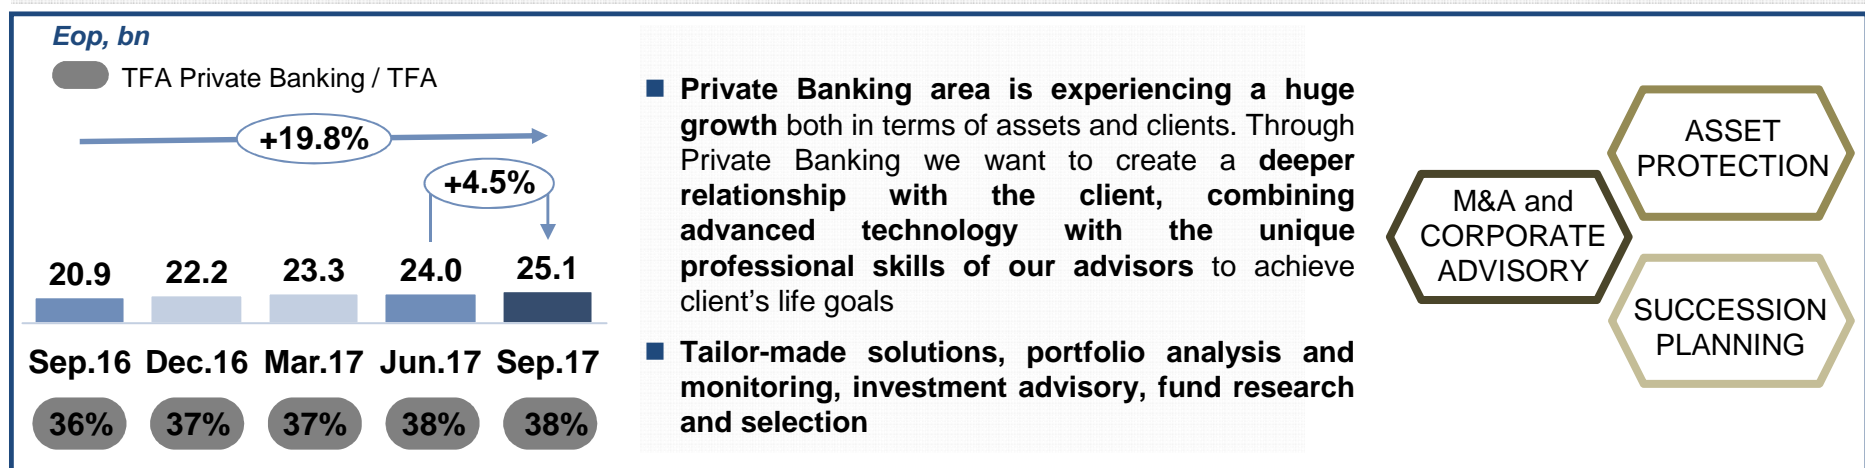 Eop, bn
TFA Private Banking / TFA
+19.8%
+4.5%
20.9 22.2 23.3 24.0 25.1
Sep.16 Dec.16 Mar.17 Jun.17 Sep.17
36% 37% 37% 38% 38%
Private Banking area is experiencing a huge
growth both in terms of assets and clients. Through
Private Banking we want to create a deeper
relationship with the client, combining
advanced technology with the unique
professional skills of our advisors to achieve
client's life goals
Tailor-made solutions, portfolio analysis and
monitoring, investment advisory, fund research
and selection
M&A and
CORPORATE
ADVISORY
ASSET
PROTECTION
SUCCESSION
PLANNING